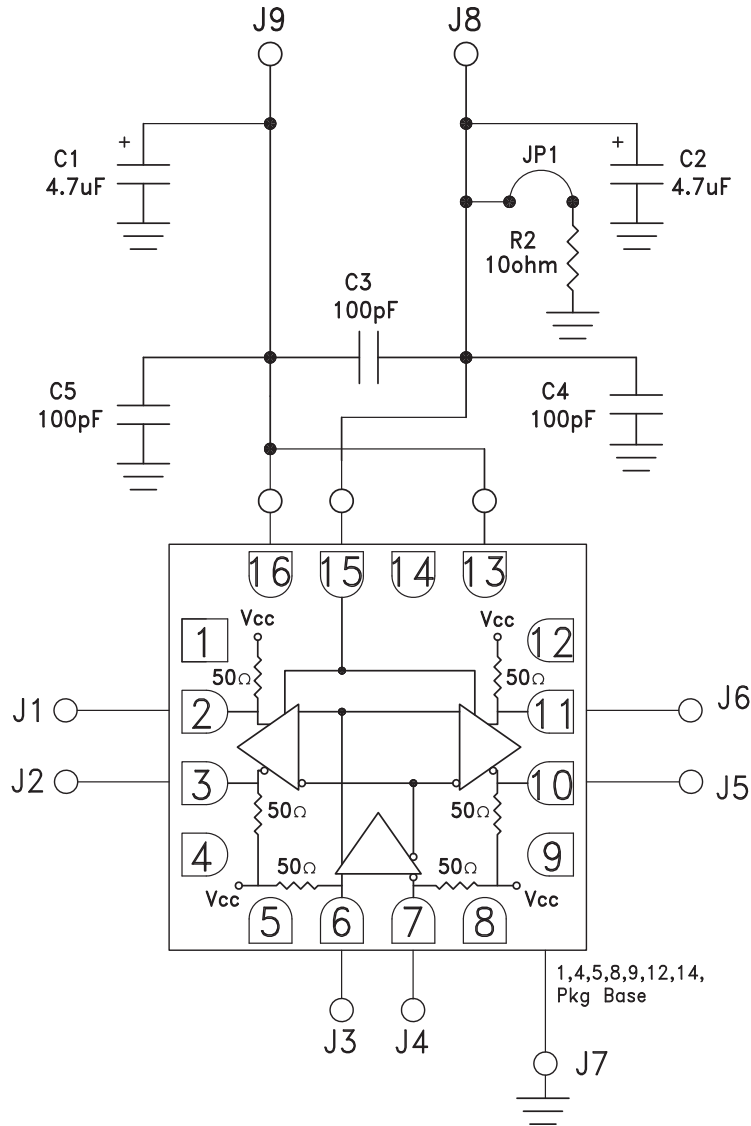 J9
J8
+
C1
4.7uF
JP1
+
C2
4.7uF
R2
10ohm
C3
100pF
C5
100pF
C4
100pF
16
15
14
13
1
Vcc
Vcc
12
50Ω
50Ω
J1
2
11
J6
J2
3
10
J5
50Ω
50Ω
4
50Ω
50Ω
9
Vcc
Vcc
5
6
7
8
1,4,5,8,9,12,14,
Pkg Base
J3
J4
J7